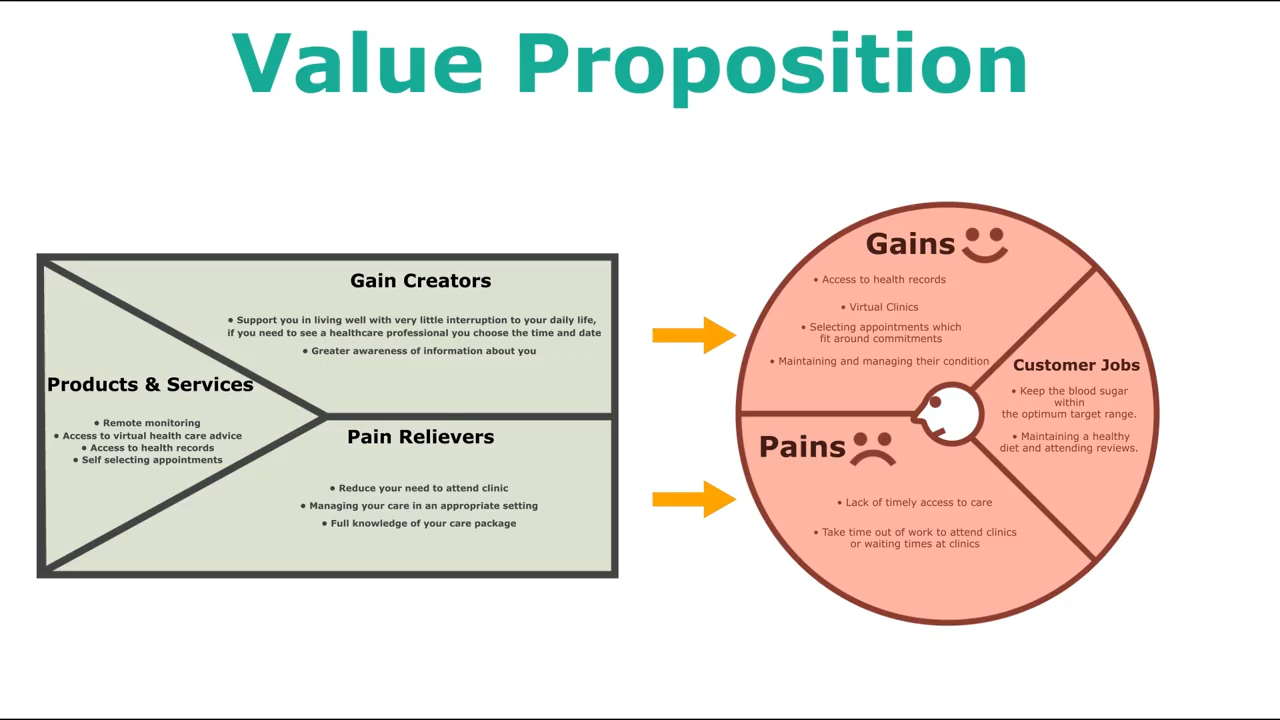 Value Proposition
Gain Creators
• Support you in living well with very little interruption to your daily life,
if you need to see a healthcare professional you choose the time and date
• Greater awareness of information about you
Products & Services
• Remote monitoring
• Access to virtual health care advice
• Access to health records
• Self selecting appointments
Pain Relievers
• Reduce your need to attend clinic
• Managing your care in an appropriate setting
• Full knowledge of your care package
Gains
• Access to health records
• Virtual Clinics
• Selecting appointments which
fit around commitments
• Maintaining and managing their condition
Customer Jobs
• Keep the blood sugar
within
the optimum target range.
• Maintaining a healthy
diet and attending reviews.
Pains
• Lack of timely access to care
• Take time out of work to attend clinics
or waiting times at clinics